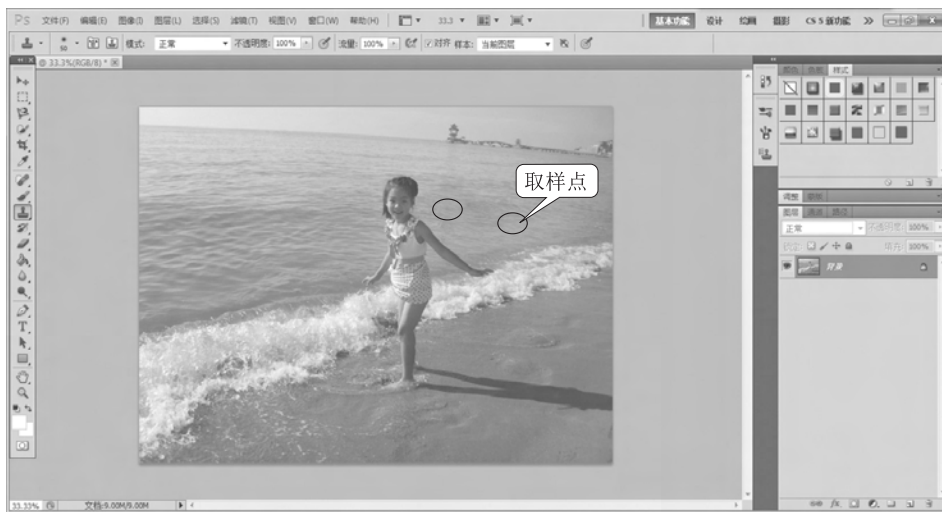 PS 文件(F) 编辑(E) 图像(I) 图层(L) 选择(S) 滤镜(T) 视图(V) 窗口(W) 帮助(H) 33.3 基本功能 设计 绘画 摄影 CS 5 新功能 >>
50 模式: 正常 不透明度: 100% 流量: 100% 对齐 样本: 当前图层
@ 33.3%(RGB/8) *
颜色 色板 样式
取样点
调整 蒙版
图层 通道 路径
正常 不透明度: 100%
锁定: 填充: 100%
背景
33.33% 文档:9.00M/9.00M